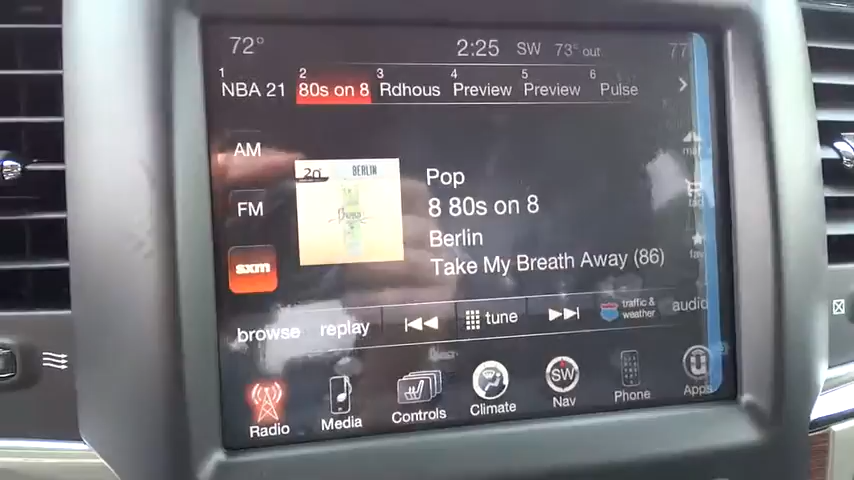 72°
2:25 SW 73° out
77
1 2 3 4 5 6
NBA 21 80s on 8 Rdhous Preview Preview Pulse
AM
FM
sxm
BERLIN
Pop
8 80s on 8
Berlin
Take My Breath Away (86)
browse replay tune traffic & weather audio
Radio Media Controls Climate Nav Phone Apps
SW